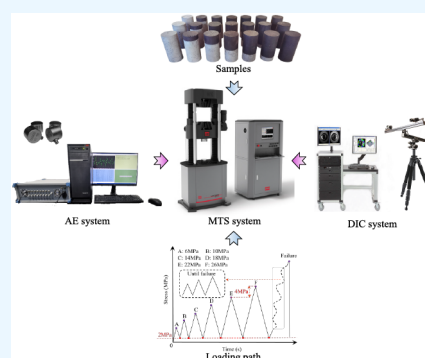 Samples
AE system
MTS system
DIC system
A: 6MPa B: 10MPa
C: 14MPa D: 18MPa
E: 22MPa F: 26MPa
Failure
Until failure
Stress (MPa)
A
B
C
D
E
F
4MPa
2MPa
Time (s)
Loading path